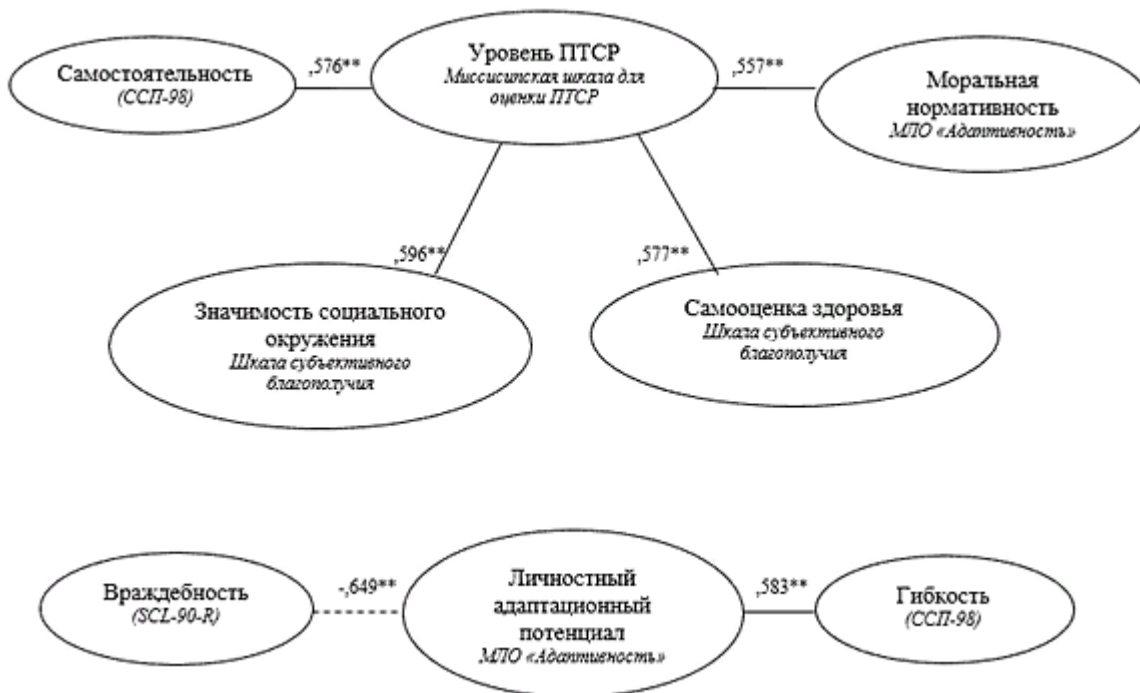 Самостоятельность
(ССП-98)
,576**
Уровень ПТСР
Миссисипская шкала для
оценки ПТСР
,557**
Моральная
нормативность
МЛО «Адаптивность»
,596**
,577**
Значимость социального
окружения
Шкала субъективного
благополучия
Самооценка здоровья
Шкала субъективного
благополучия
Враждебность
(SCL-90-R)
-,649**
Личностный
адаптационный
потенциал
МЛО «Адаптивность»
,583**
Гибкость
(ССП-98)